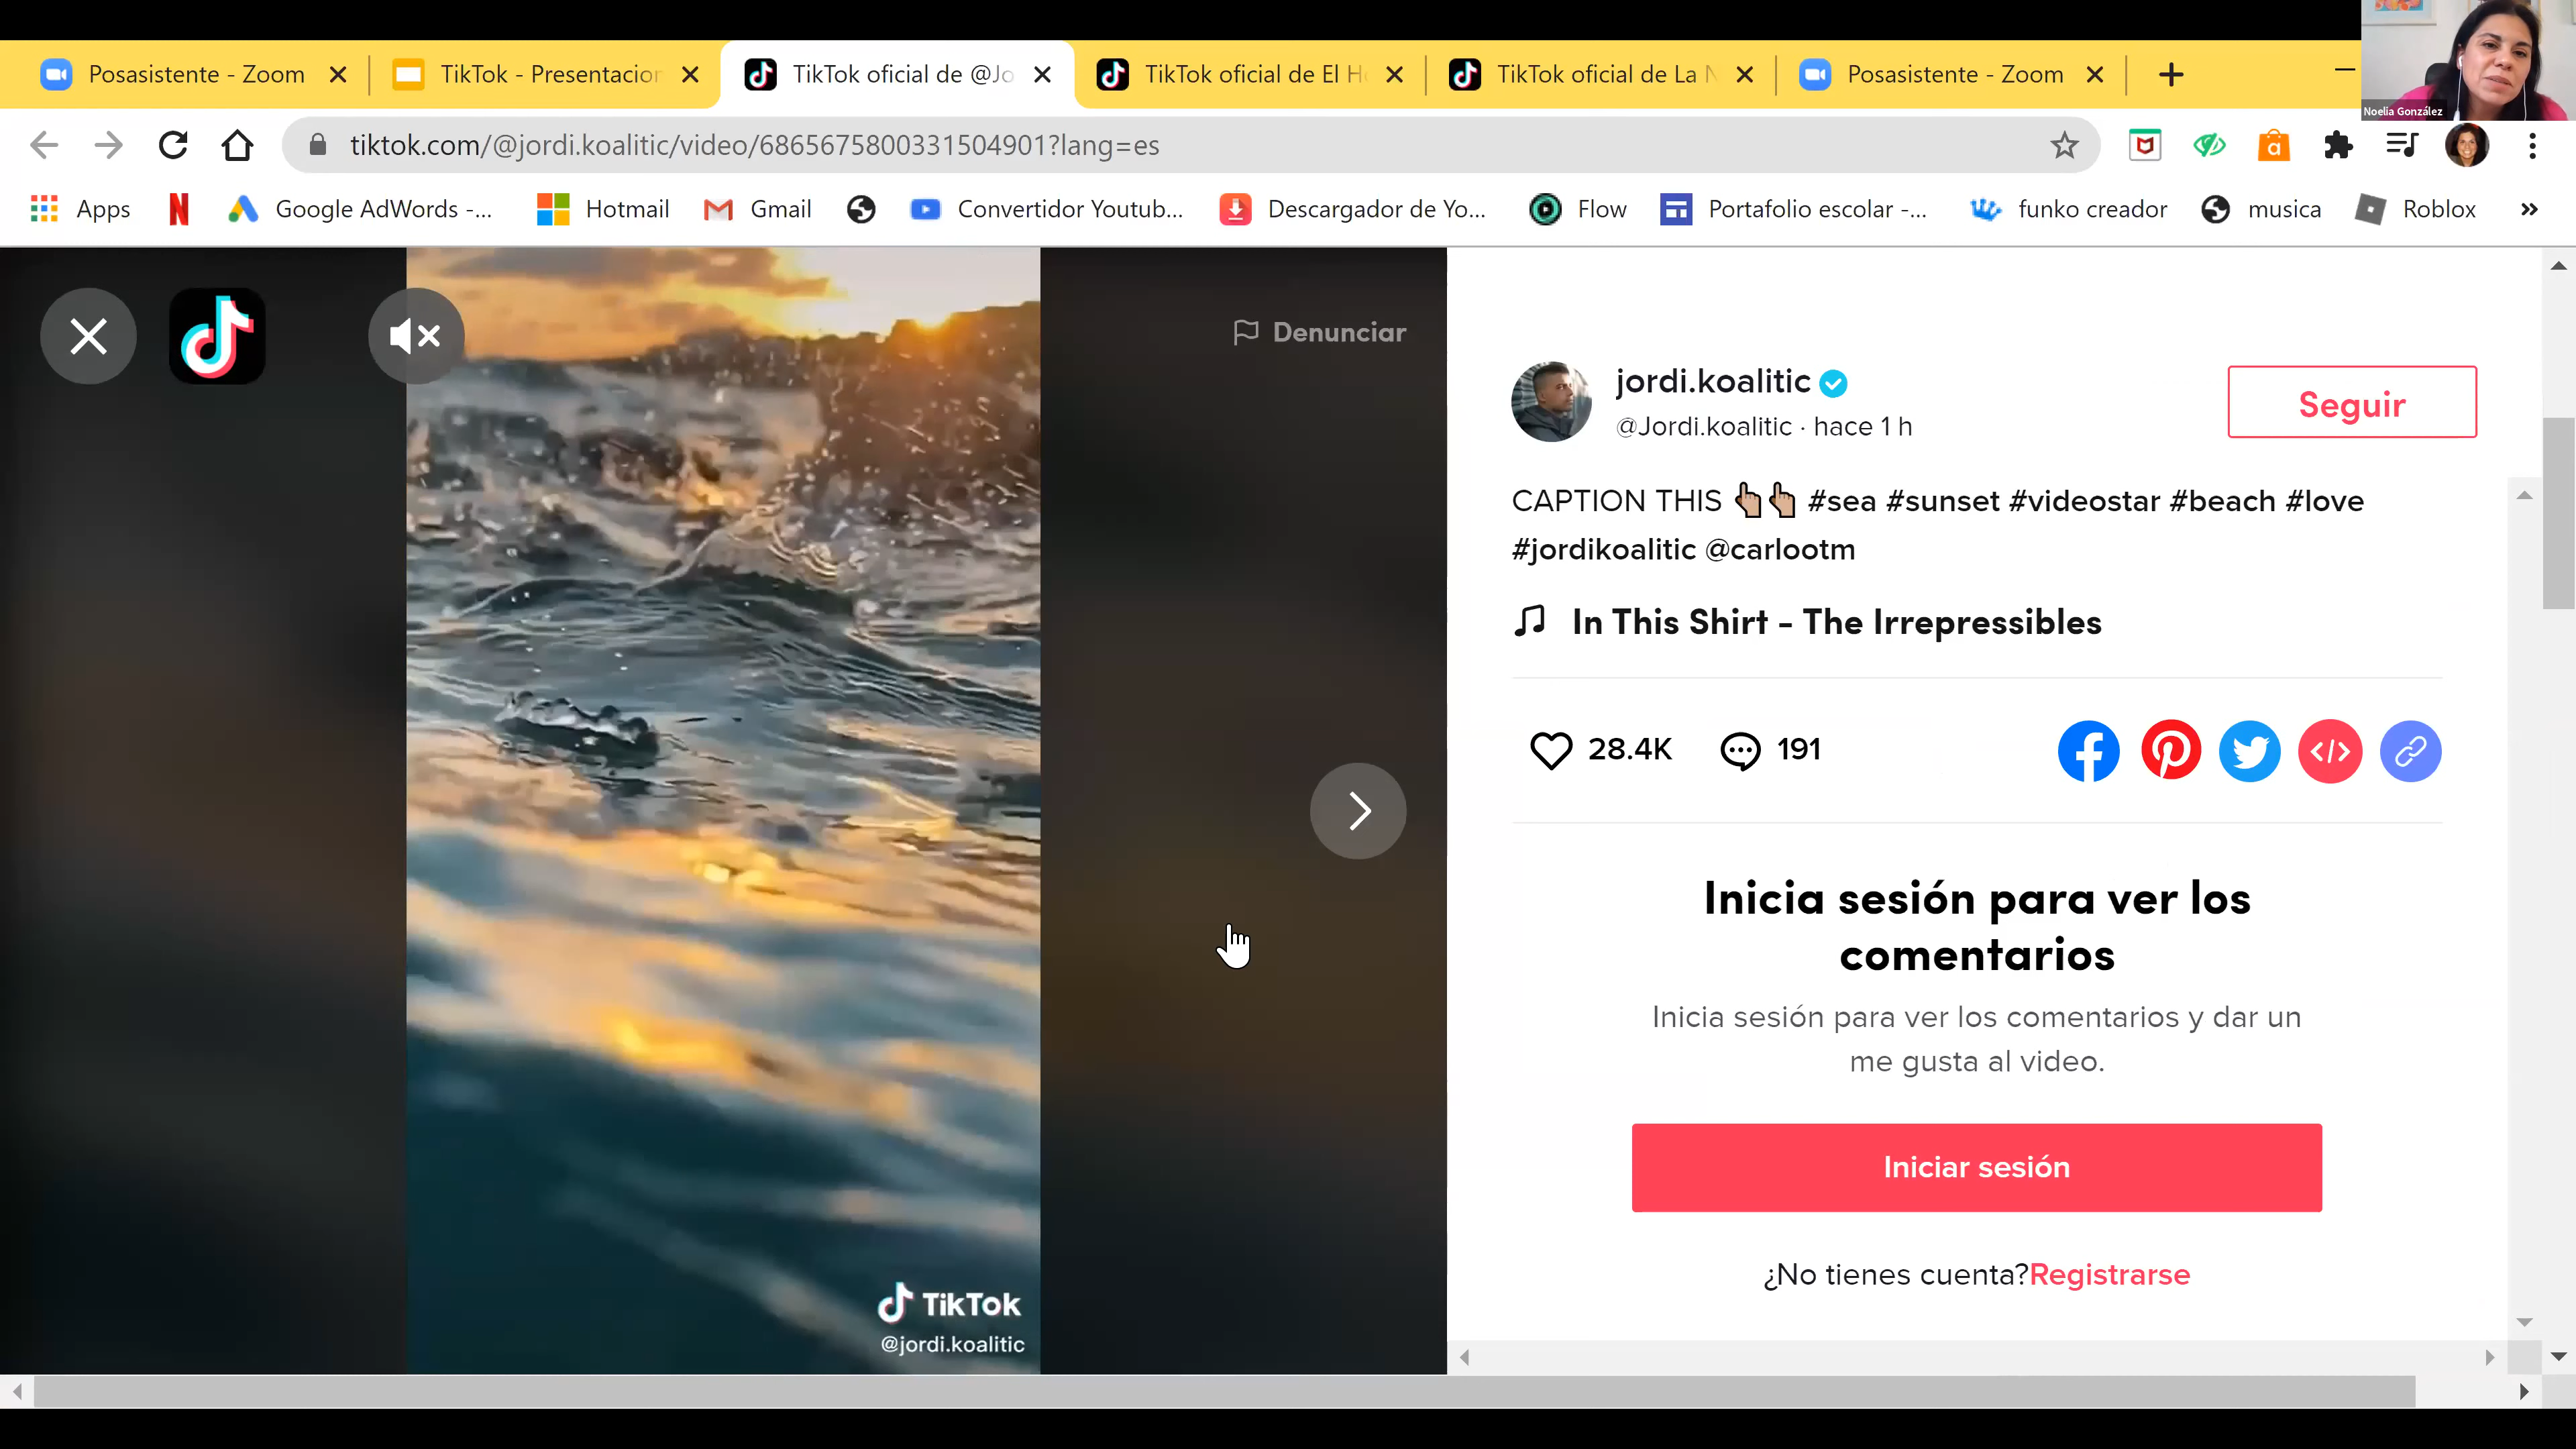 Posasistente - Zoom
TikTok - Presentacion
TikTok oficial de @Jo
TikTok oficial de El H
TikTok oficial de La N
Posasistente - Zoom
Noelia González
tiktok.com/@jordi.koalitic/video/6865675800331504901?lang=es
Apps
Google AdWords -...
Hotmail
Gmail
Convertidor Youtub...
Descargador de Yo...
Flow
Portafolio escolar -...
funko creador
musica
Roblox
Denunciar
jordi.koalitic
@Jordi.koalitic · hace 1 h
Seguir
CAPTION THIS 👆🏽👆🏽 #sea #sunset #videostar #beach #love
#jordikoalitic @carlootm
In This Shirt - The Irrepressibles
28.4K
191
Inicia sesión para ver los
comentarios
Inicia sesión para ver los comentarios y dar un
me gusta al video.
Iniciar sesión
¿No tienes cuenta?Registrarse
TikTok
@jordi.koalitic